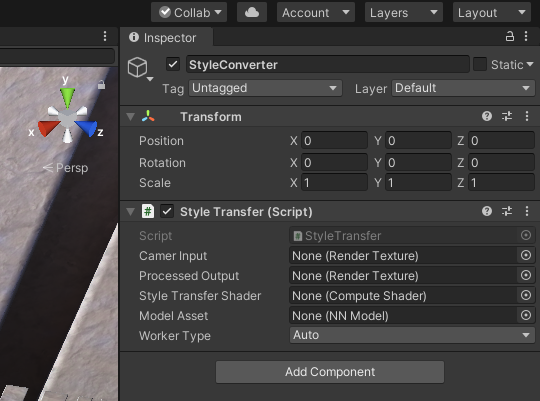 Collab Account Layers Layout
Inspector
StyleConverter Static
Tag Untagged Layer Default
y
x z
Persp
Transform
Position X 0 Y 0 Z 0
Rotation X 0 Y 0 Z 0
Scale X 1 Y 1 Z 1
# Style Transfer (Script)
Script StyleTransfer
Camer Input None (Render Texture)
Processed Output None (Render Texture)
Style Transfer Shader None (Compute Shader)
Model Asset None (NN Model)
Worker Type Auto
Add Component